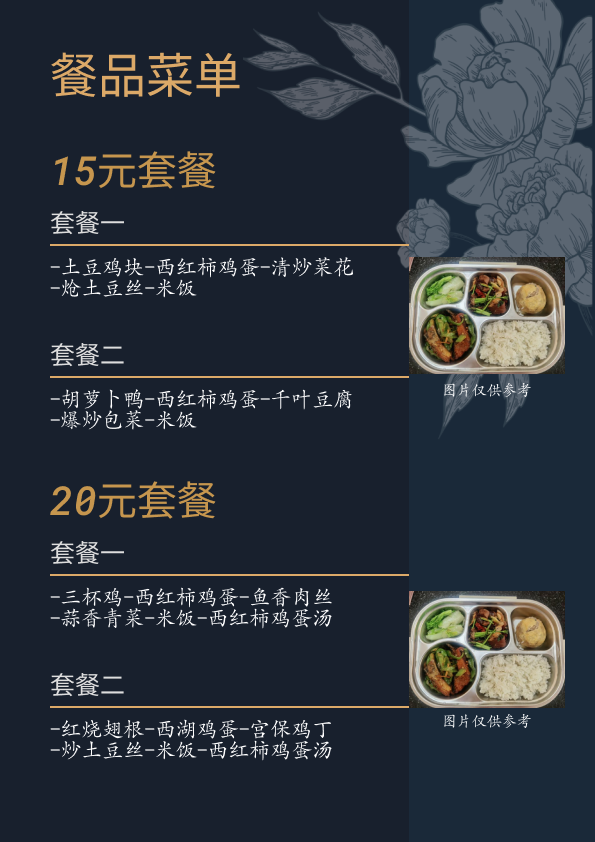 餐品菜单
15元套餐
套餐一
-土豆鸡块-西红柿鸡蛋-清炒菜花
-炝土豆丝-米饭
套餐二
-胡萝卜鸭-西红柿鸡蛋-千叶豆腐
-爆炒包菜-米饭
图片仅供参考
20元套餐
套餐一
-三杯鸡-西红柿鸡蛋-鱼香肉丝
-蒜香青菜-米饭-西红柿鸡蛋汤
套餐二
-红烧翅根-西湖鸡蛋-宫保鸡丁
-炒土豆丝-米饭-西红柿鸡蛋汤
图片仅供参考